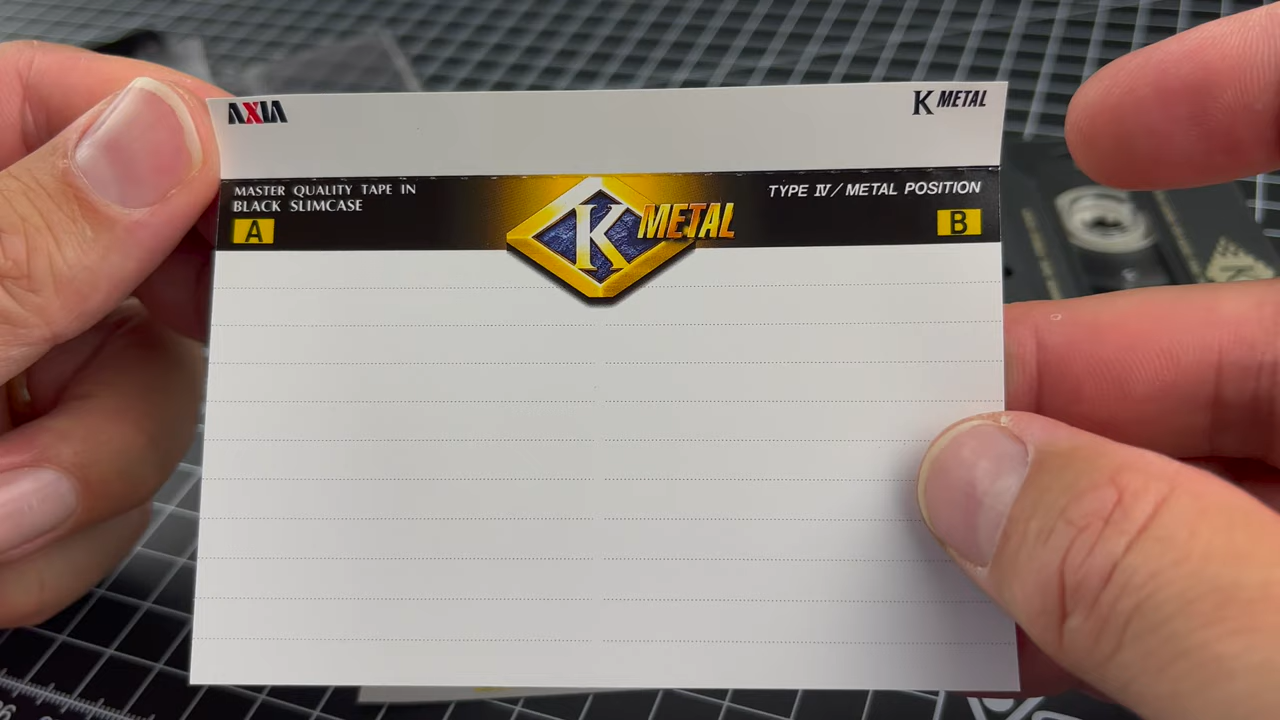 AXIA
K METAL
MASTER QUALITY TAPE IN
BLACK SLIMCASE
A
K METAL
TYPE IV / METAL POSITION
B